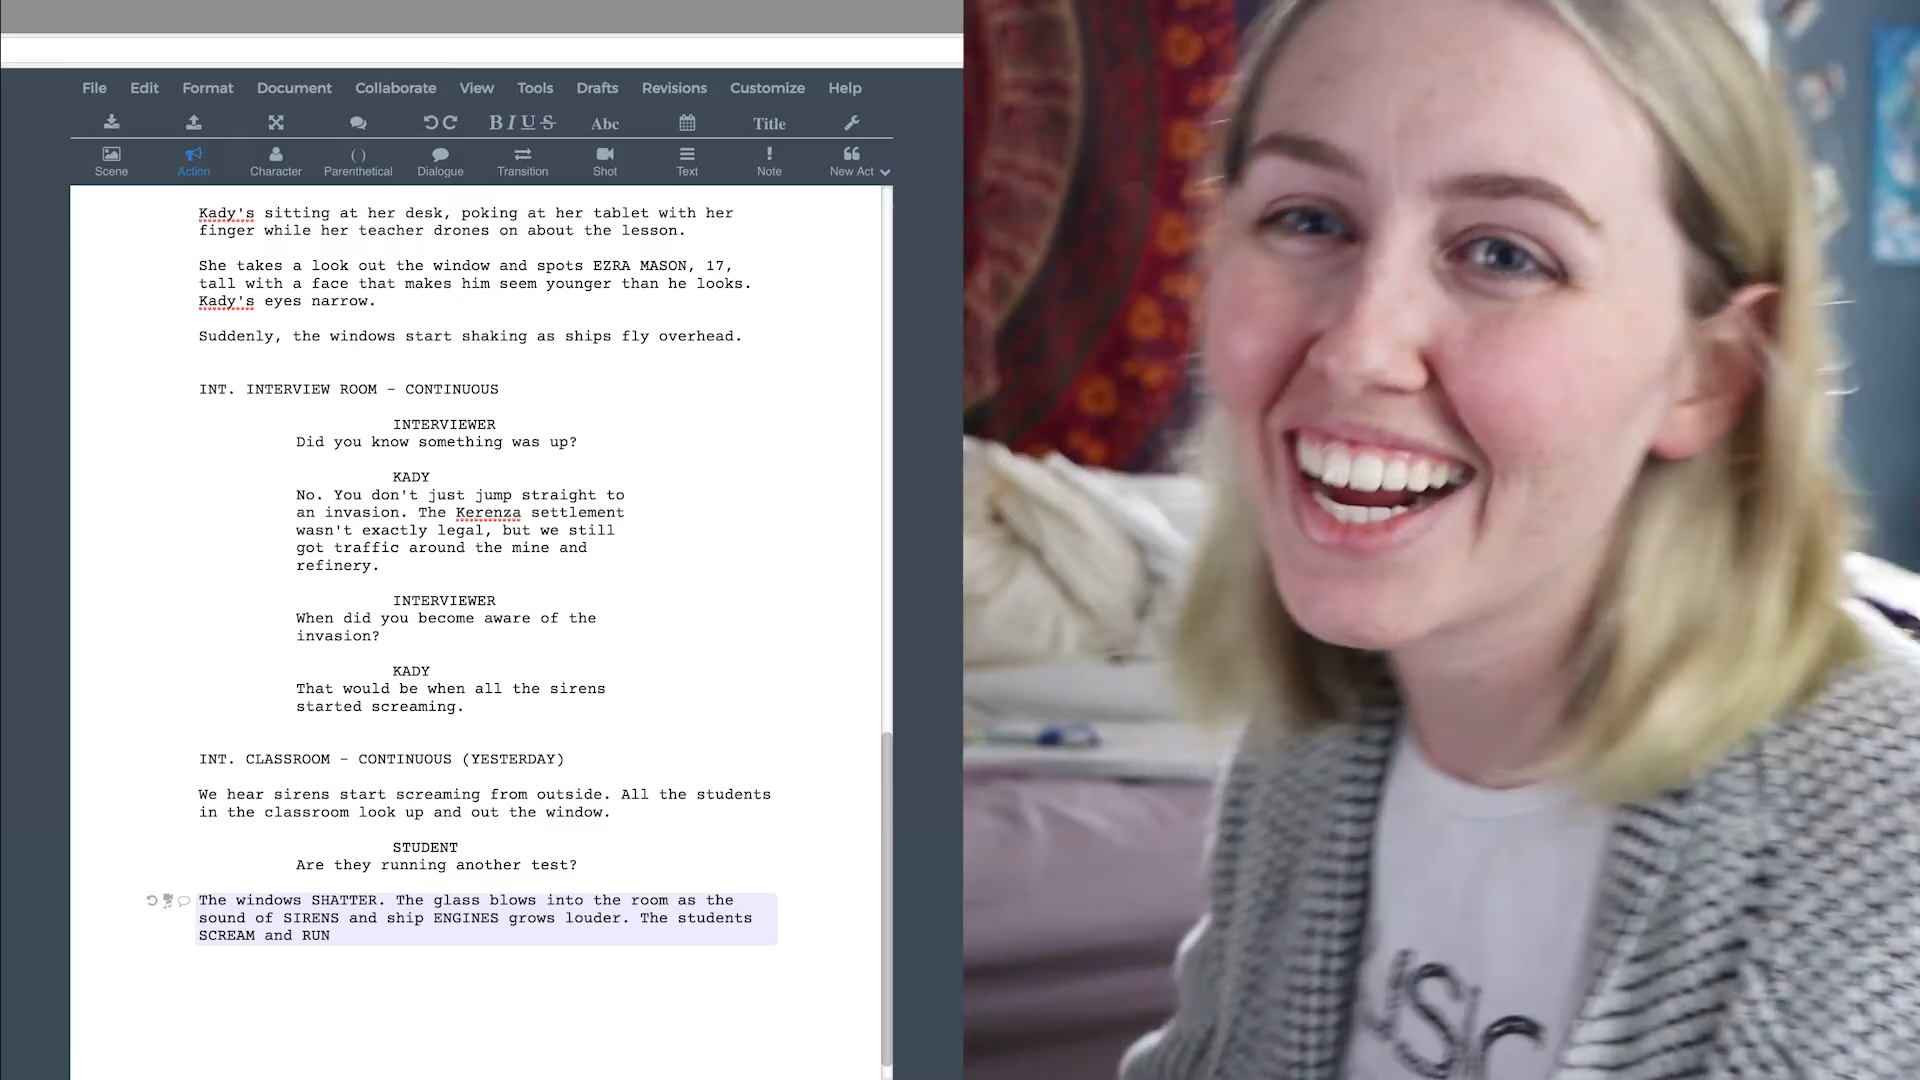 File Edit Format Document Collaborate View Tools Drafts Revisions Customize Help
B I U S Abc Title
Scene Action Character ( ) Parenthetical Dialogue Transition Shot Text Note New Act
Kady's sitting at her desk, poking at her tablet with her
finger while her teacher drones on about the lesson.
She takes a look out the window and spots EZRA MASON, 17,
tall with a face that makes him seem younger than he looks.
Kady's eyes narrow.
Suddenly, the windows start shaking as ships fly overhead.
INT. INTERVIEW ROOM - CONTINUOUS
INTERVIEWER
Did you know something was up?
KADY
No. You don't just jump straight to
an invasion. The Kerenza settlement
wasn't exactly legal, but we still
got traffic around the mine and
refinery.
INTERVIEWER
When did you become aware of the
invasion?
KADY
That would be when all the sirens
started screaming.
INT. CLASSROOM - CONTINUOUS (YESTERDAY)
We hear sirens start screaming from outside. All the students
in the classroom look up and out the window.
STUDENT
Are they running another test?
The windows SHATTER. The glass blows into the room as the
sound of SIRENS and ship ENGINES grows louder. The students
SCREAM and RUN